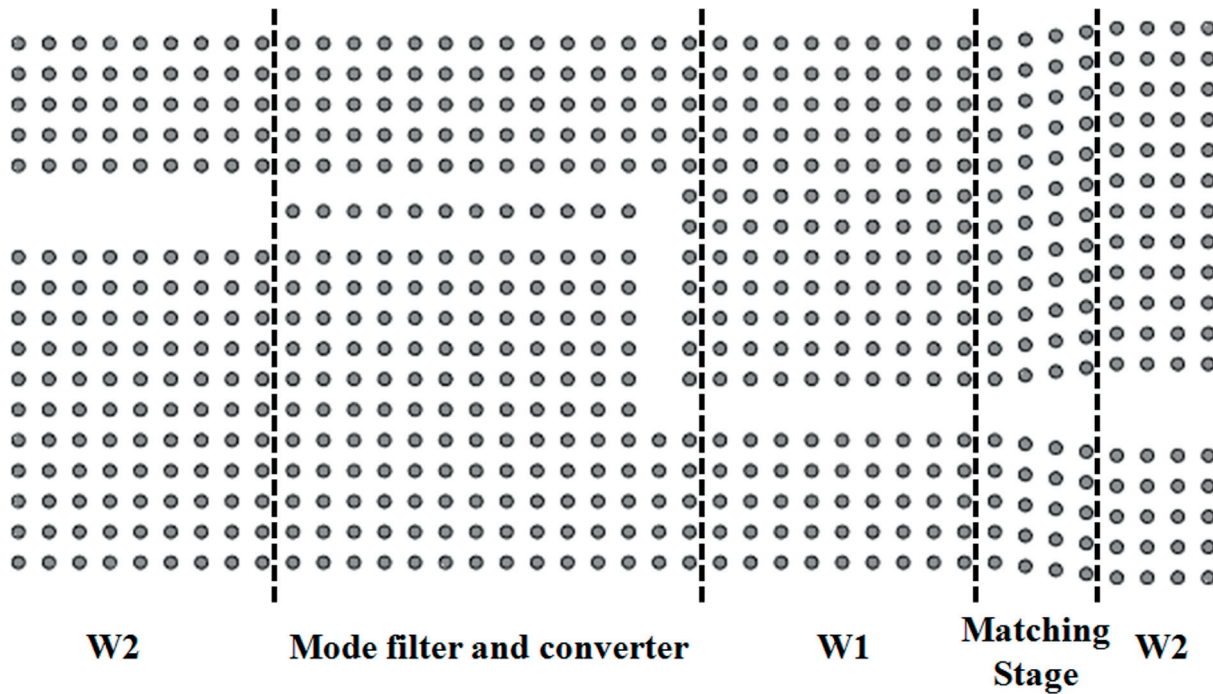 W2
Mode filter and converter
W1
Matching
Stage
W2